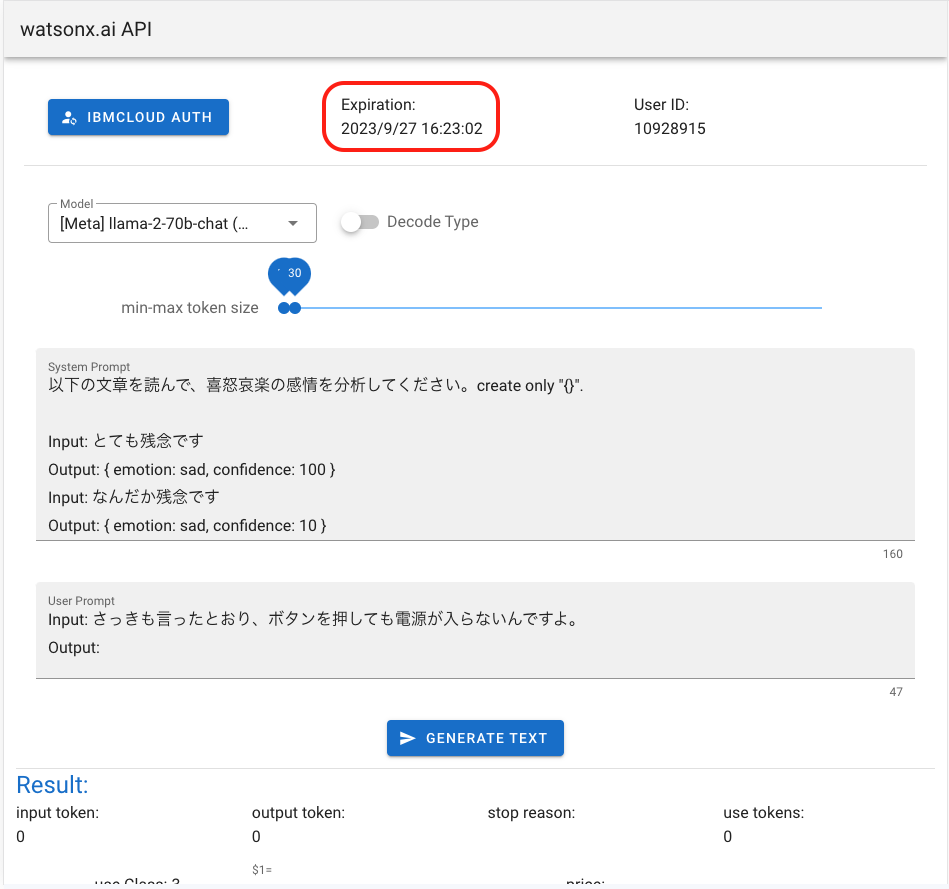 watsonx.ai API
IBMCLOUD AUTH
Expiration:
2023/9/27 16:23:02
User ID:
10928915
Model
[Meta] llama-2-70b-chat (...
Decode Type
30
min-max token size
System Prompt
以下の文章を読んで、喜怒哀楽の感情を分析してください。create only "{}".
Input: とても残念です
Output: { emotion: sad, confidence: 100 }
Input: なんだか残念です
Output: { emotion: sad, confidence: 10 }
160
User Prompt
Input: さっきも言ったとおり、ボタンを押しても電源が入らないんですよ。
Output:
47
GENERATE TEXT
Result:
input token:
0
output token:
0
stop reason:
use tokens:
0
$1=
use Class: 3
price: